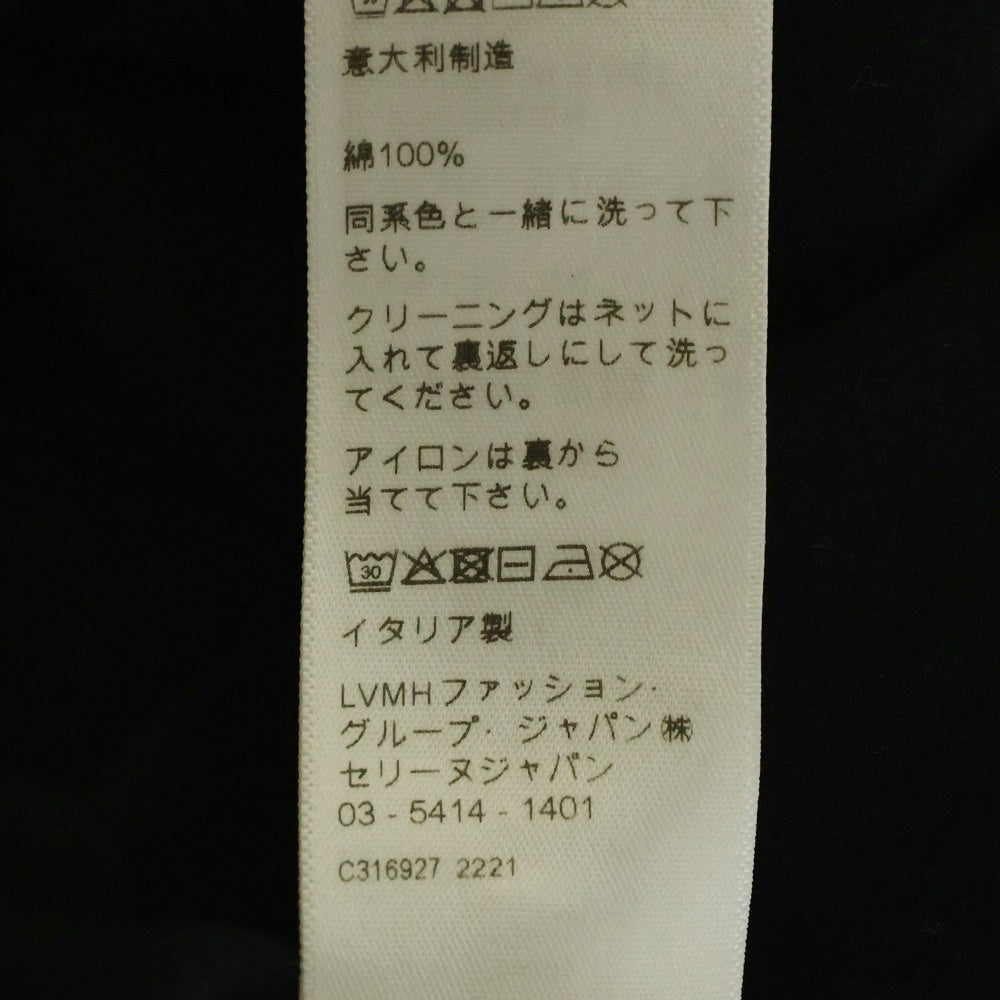 意大利制造
綿100%
同系色と一緒に洗って下
さい。
クリーニングはネットに
入れて裏返しにして洗っ
てください。
アイロンは裏から
当てて下さい。
30
イタリア製
LVMHファッション·
グループ· ジャパン㈱
セリーヌジャパン
03 - 5414 - 1401
C316927 2221